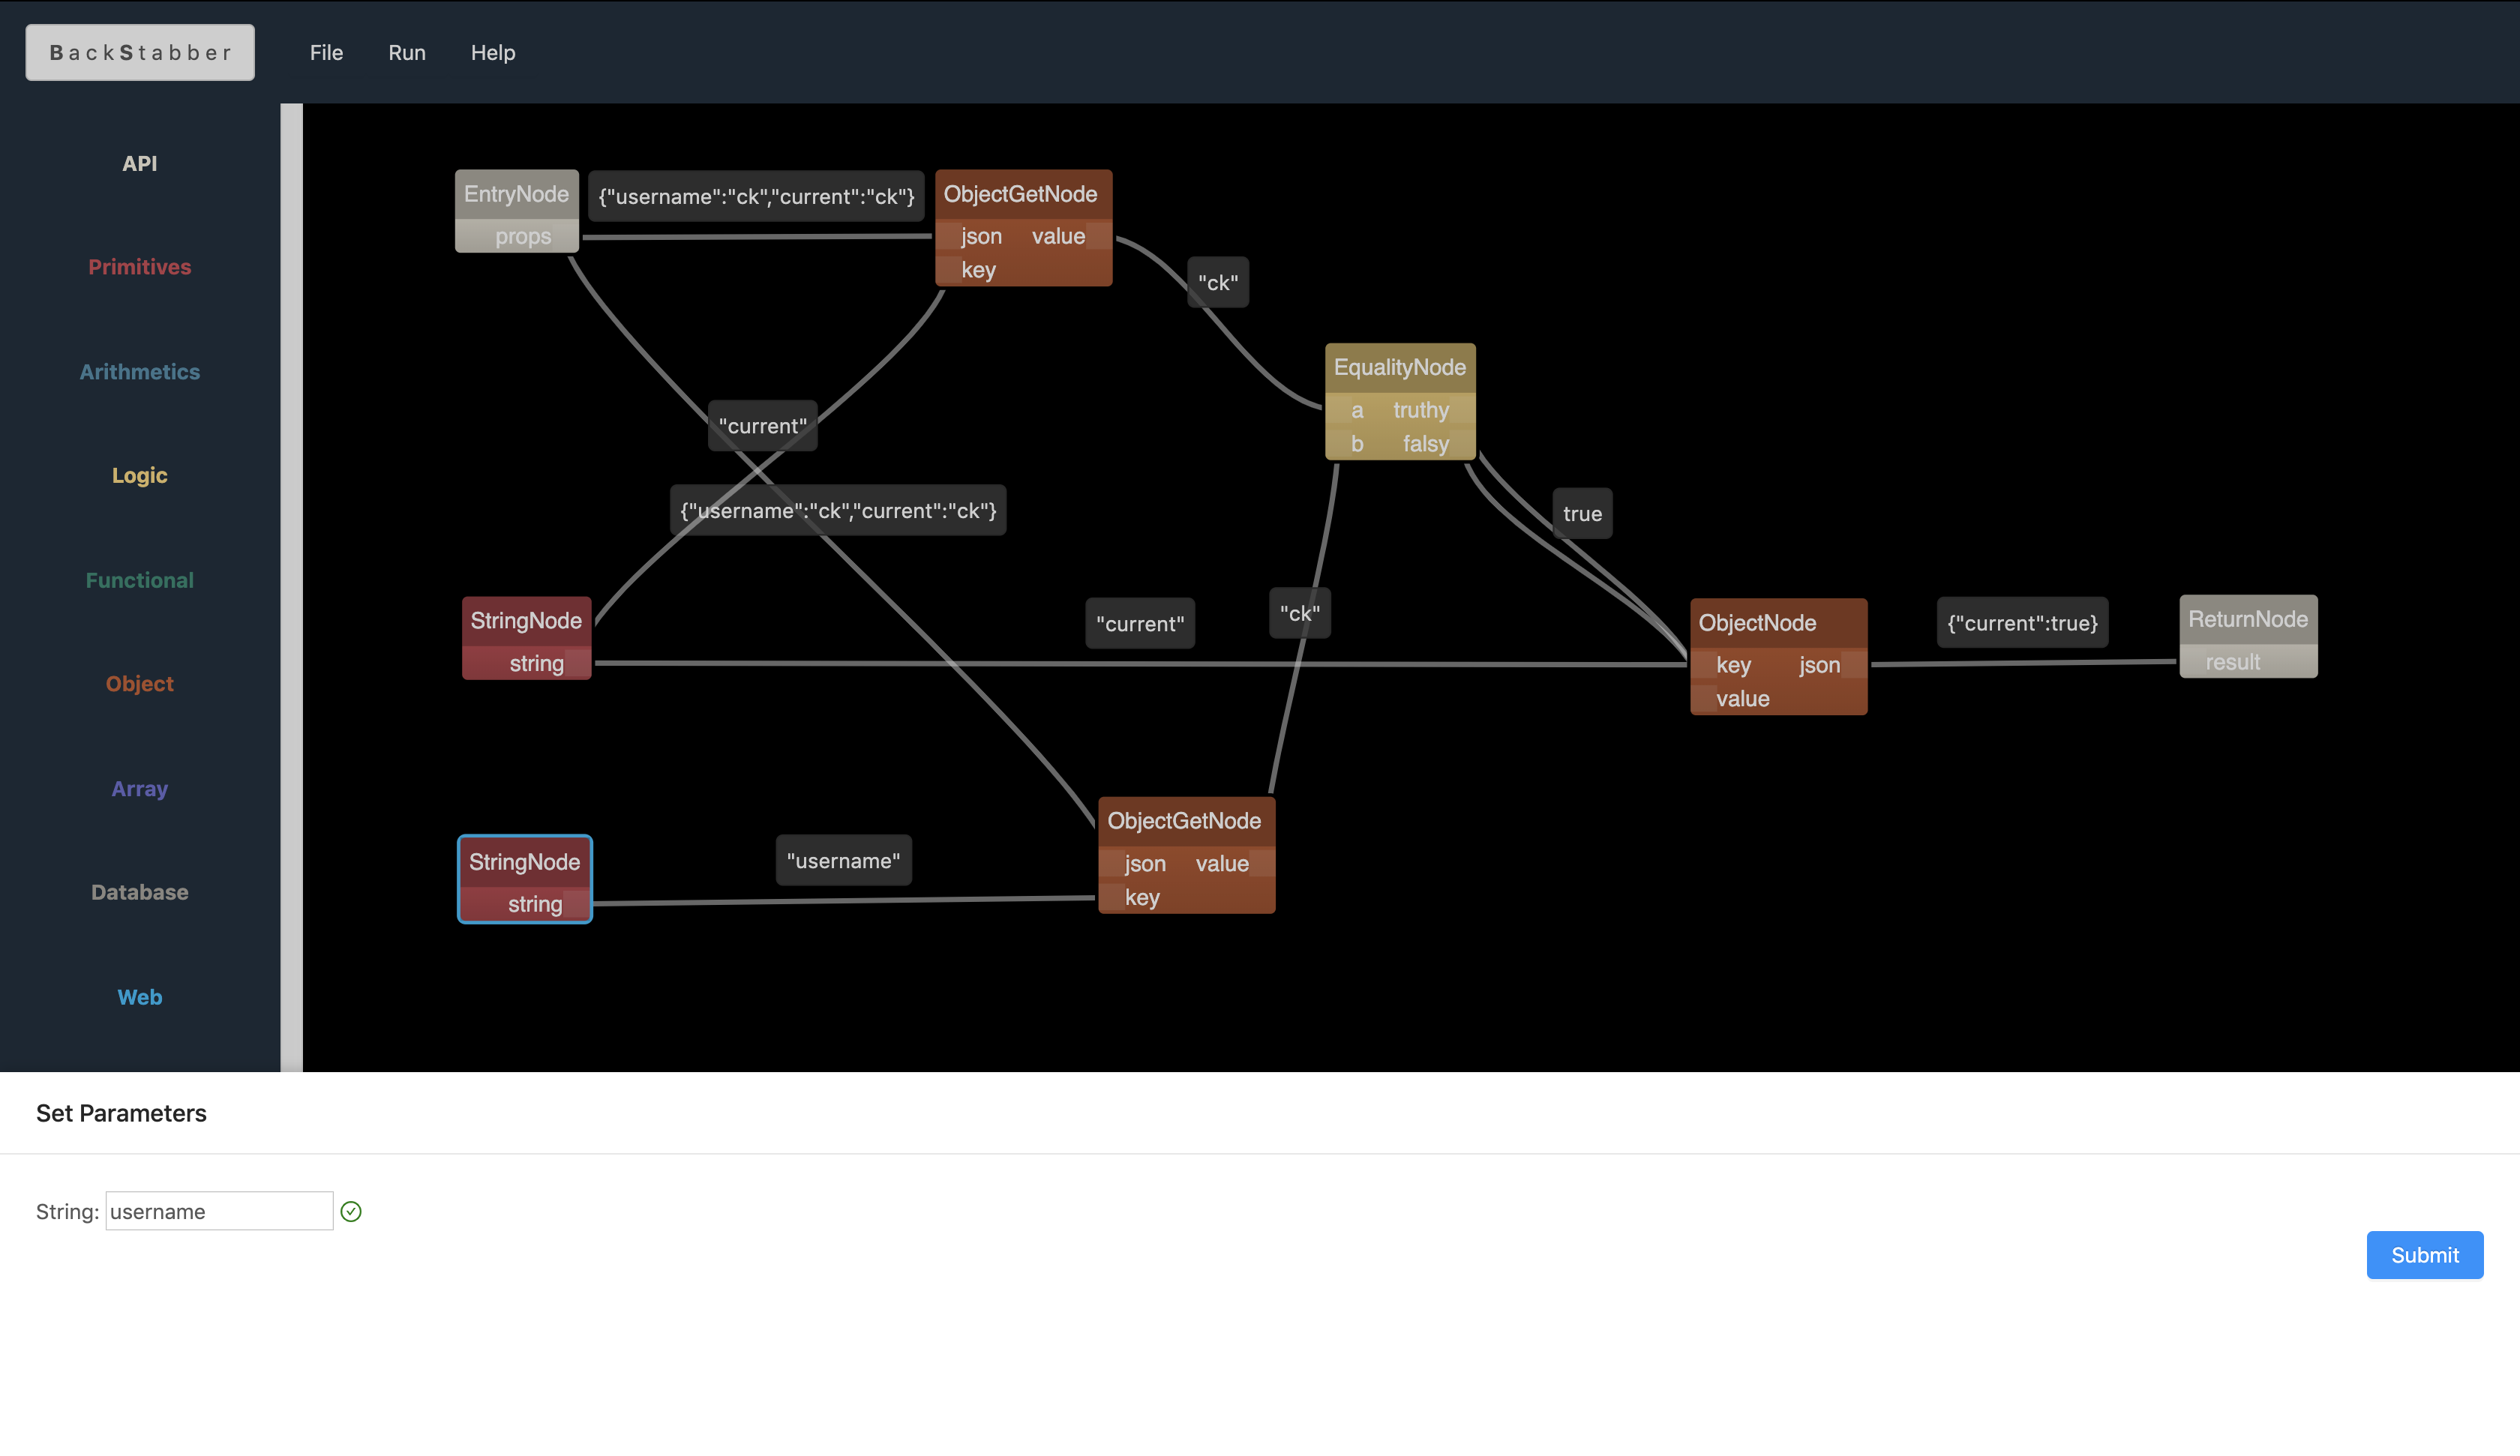 BackStabber
File
Run
Help
API
Primitives
Arithmetics
Logic
Functional
Object
Array
Database
Web
EntryNode
props
{"username":"ck","current":"ck"}
ObjectGetNode
json value
key
"ck"
EqualityNode
a truthy
b falsy
"current"
{"username":"ck","current":"ck"}
true
StringNode
string
"current"
"ck"
ObjectNode
key json
value
{"current":true}
ReturnNode
result
StringNode
string
"username"
ObjectGetNode
json value
key
Set Parameters
String: username
Submit